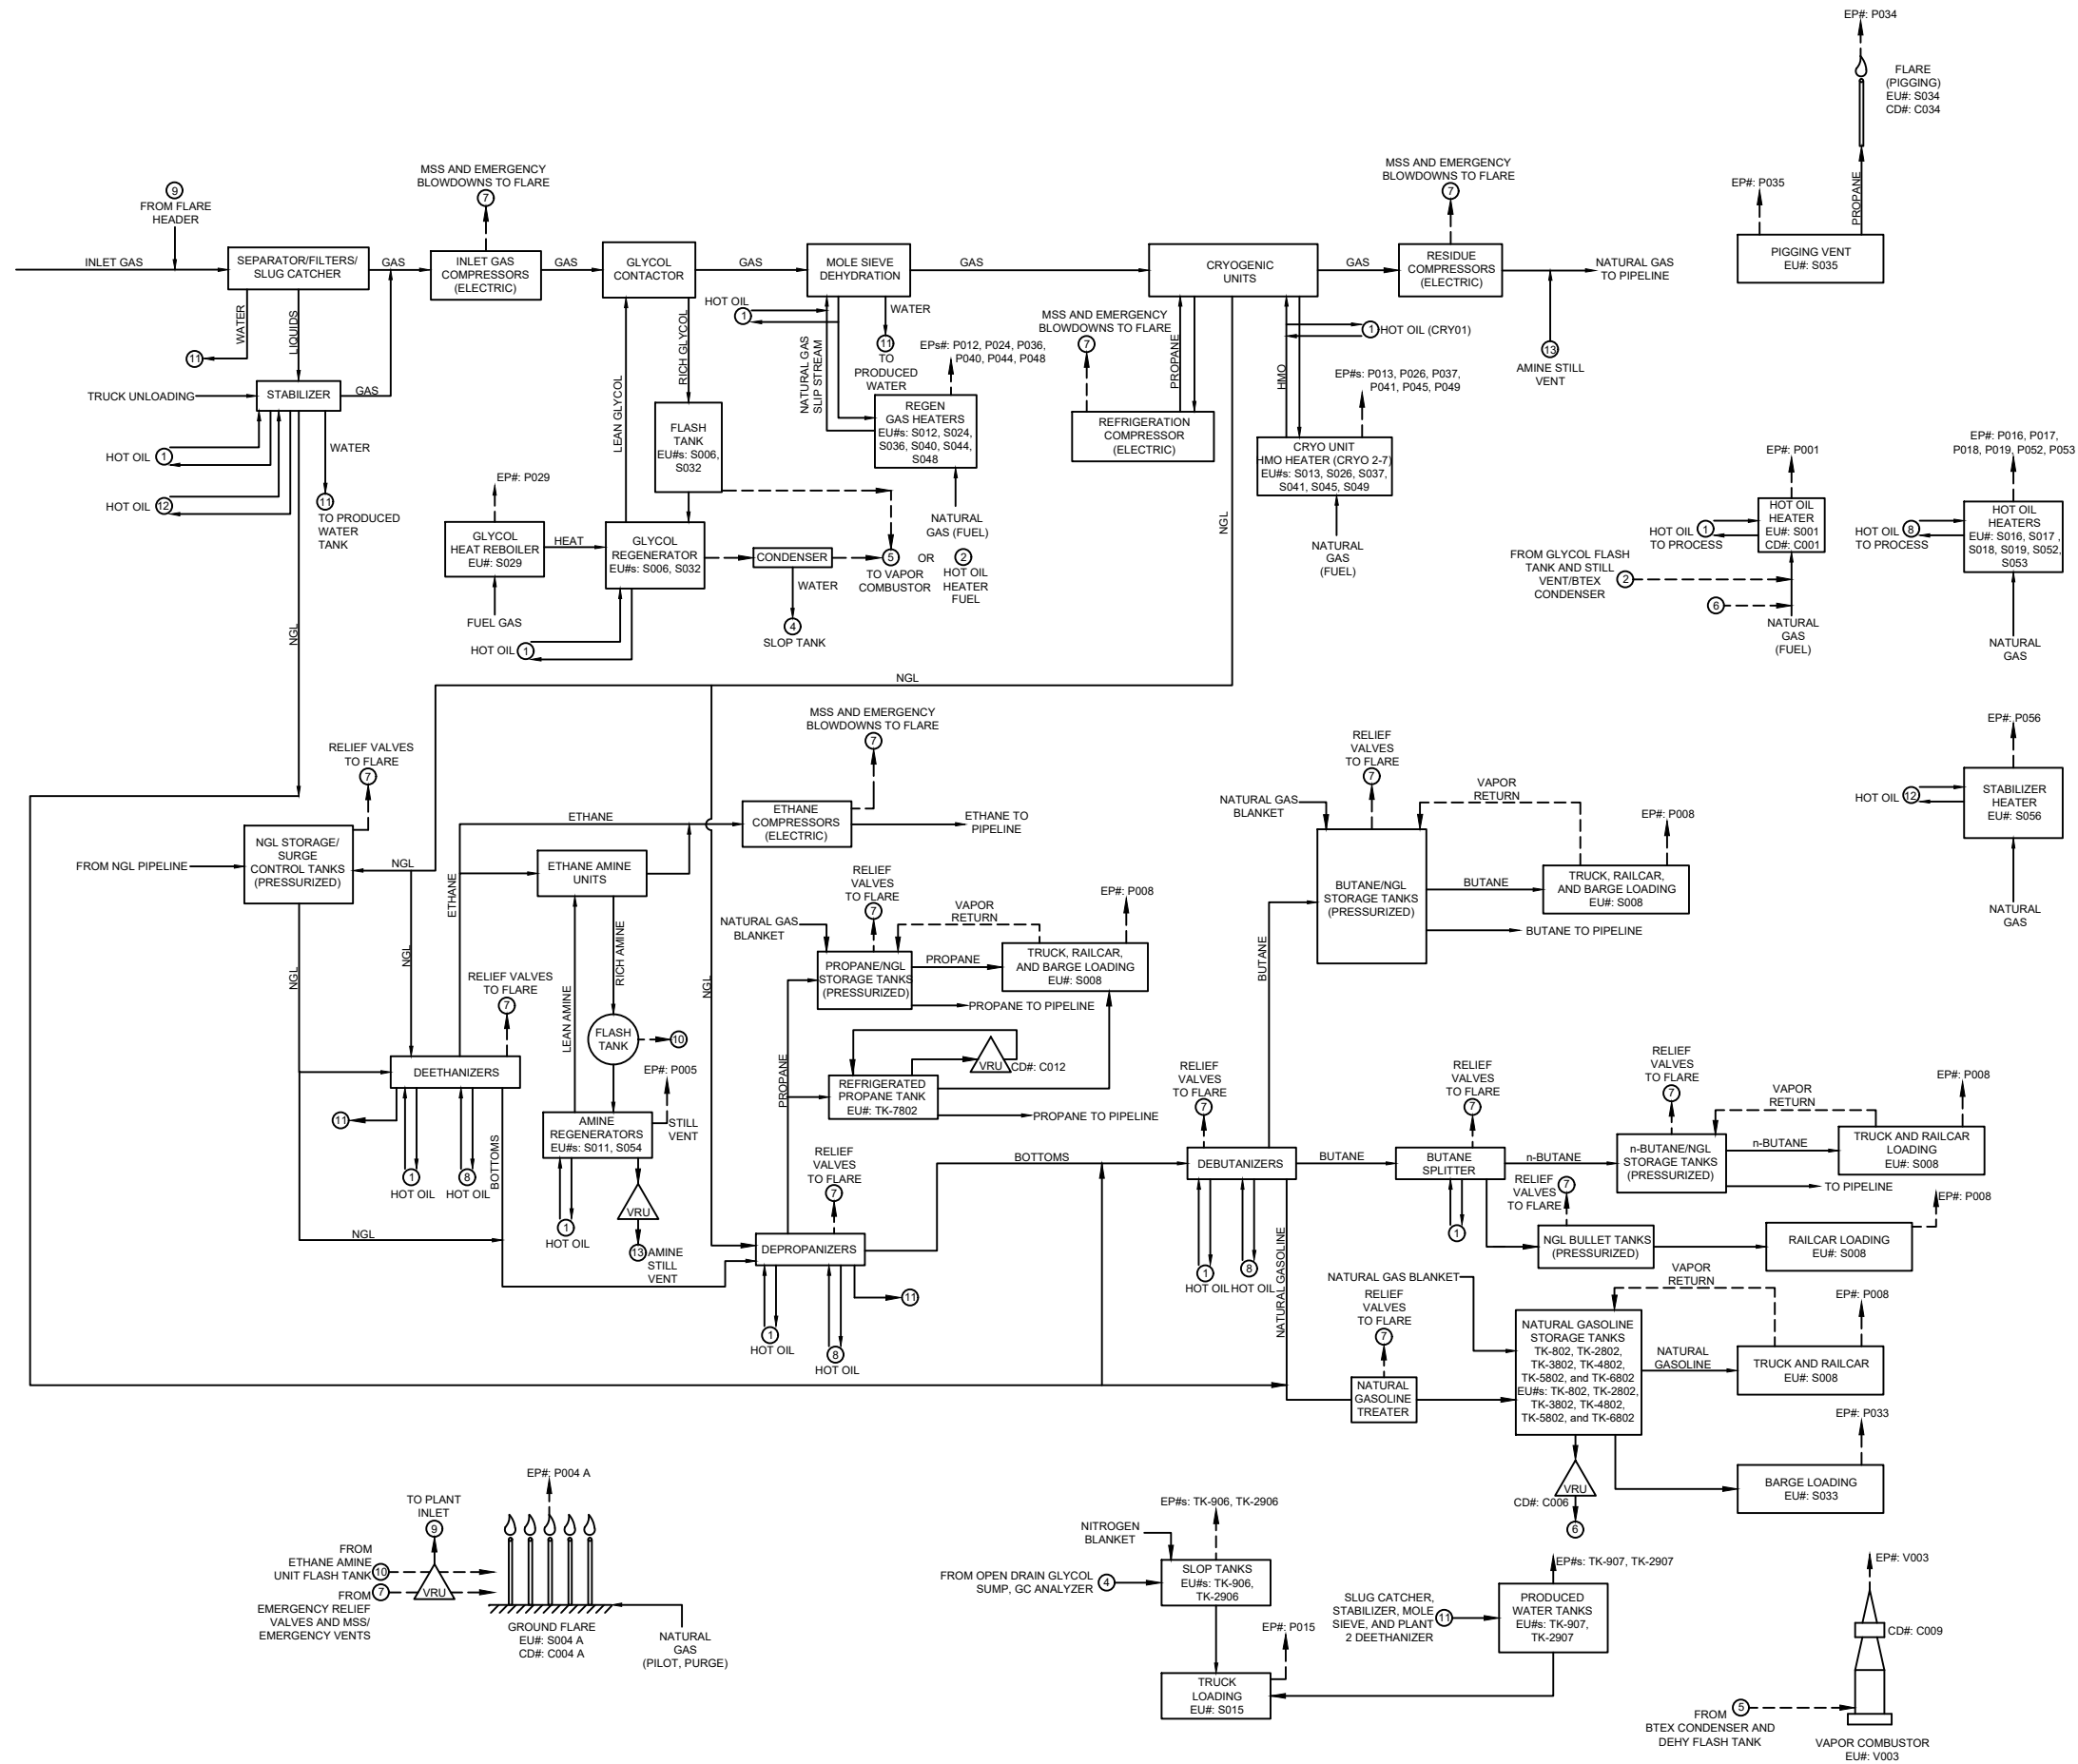 EP#: P034
FLARE
(PIGGING)
EU#: S034
CD#: C034
PROPANE
EP#: P035
PIGGING VENT
EU#: S035
9
FROM FLARE
HEADER
INLET GAS
SEPARATOR/FILTERS/
SLUG CATCHER
GAS
MSS AND EMERGENCY
BLOWDOWNS TO FLARE
7
INLET GAS
COMPRESSORS
(ELECTRIC)
GAS
GLYCOL
CONTACTOR
GAS
MOLE SIEVE
DEHYDRATION
GAS
CRYOGENIC
UNITS
GAS
MSS AND EMERGENCY
BLOWDOWNS TO FLARE
7
RESIDUE
COMPRESSORS
(ELECTRIC)
NATURAL GAS
TO PIPELINE
13
AMINE STILL
VENT
WATER
11
LIQUIDS
TRUCK UNLOADING
STABILIZER
GAS
HOT OIL
1
HOT OIL
12
WATER
11
TO PRODUCED
WATER
TANK
NGL
LEAN GLYCOL
RICH GLYCOL
FLASH
TANK
EU#s: S006,
S032
EP#: P029
GLYCOL
HEAT REBOILER
EU#: S029
HEAT
FUEL GAS
GLYCOL
REGENERATOR
EU#s: S006, S032
HOT OIL
1
CONDENSER
WATER
4
SLOP TANK
5
TO VAPOR
COMBUSTOR
OR
2
HOT OIL
HEATER
FUEL
HOT OIL
1
NATURAL GAS
SLIP STREAM
WATER
11
TO
PRODUCED
WATER
EPs#: P012, P024, P036,
P040, P044, P048
REGEN
GAS HEATERS
EU#s: S012, S024,
S036, S040, S044,
S048
NATURAL
GAS (FUEL)
MSS AND EMERGENCY
BLOWDOWNS TO FLARE
7
PROPANE
REFRIGERATION
COMPRESSOR
(ELECTRIC)
NGL
HMO
1
HOT OIL (CRY01)
EP#s: P013, P026, P037,
P041, P045, P049
CRYO UNIT
HMO HEATER (CRYO 2-7)
EU#s: S013, S026, S037,
S041, S045, S049
NATURAL
GAS
(FUEL)
EP#: P001
HOT OIL
HEATER
EU#: S001
CD#: C001
HOT OIL
1
TO PROCESS
FROM GLYCOL FLASH
TANK AND STILL
VENT/BTEX
CONDENSER
2
6
NATURAL
GAS
(FUEL)
EP#: P016, P017,
P018, P019, P052, P053
HOT OIL
HEATERS
EU#: S016, S017 ,
S018, S019, S052,
S053
HOT OIL
8
TO PROCESS
NATURAL
GAS
EP#: P056
STABILIZER
HEATER
EU#: S056
HOT OIL
12
NATURAL
GAS
NGL
RELIEF VALVES
TO FLARE
7
NGL STORAGE/
SURGE
CONTROL TANKS
(PRESSURIZED)
FROM NGL PIPELINE
NGL
NGL
NGL
ETHANE
ETHANE
MSS AND EMERGENCY
BLOWDOWNS TO FLARE
7
ETHANE
COMPRESSORS
(ELECTRIC)
ETHANE TO
PIPELINE
ETHANE AMINE
UNITS
LEAN AMINE
RICH AMINE
FLASH
TANK
10
EP#: P005
STILL
VENT
AMINE
REGENERATORS
EU#s: S011, S054
1
HOT OIL
VRU
13
AMINE
STILL
VENT
RELIEF VALVES
TO FLARE
7
DEETHANIZERS
11
1
HOT OIL
8
HOT OIL
BOTTOMS
NGL
NGL
RELIEF
VALVES
TO FLARE
7
NATURAL GAS
BLANKET
VAPOR
RETURN
EP#: P008
PROPANE/NGL
STORAGE TANKS
(PRESSURIZED)
PROPANE
TRUCK, RAILCAR,
AND BARGE LOADING
EU#: S008
PROPANE TO PIPELINE
PROPANE
VRU
CD#: C012
REFRIGERATED
PROPANE TANK
EU#: TK-7802
PROPANE TO PIPELINE
RELIEF
VALVES
TO FLARE
7
DEPROPANIZERS
1
HOT OIL
8
HOT OIL
11
BOTTOMS
RELIEF
VALVES
TO FLARE
7
NATURAL GAS
BLANKET
VAPOR
RETURN
EP#: P008
BUTANE/NGL
STORAGE TANKS
(PRESSURIZED)
BUTANE
TRUCK, RAILCAR,
AND BARGE LOADING
EU#: S008
BUTANE TO PIPELINE
BUTANE
RELIEF
VALVES
TO FLARE
7
DEBUTANIZERS
1
HOT OIL
8
HOT OIL
NATURAL GASOLINE
BUTANE
RELIEF
VALVES
TO FLARE
7
BUTANE
SPLITTER
1
n-BUTANE
RELIEF
VALVES
TO FLARE
7
n-BUTANE/NGL
STORAGE TANKS
(PRESSURIZED)
VAPOR
RETURN
n-BUTANE
EP#: P008
TRUCK AND RAILCAR
LOADING
EU#: S008
TO PIPELINE
RELIEF
VALVES
TO FLARE
7
NGL BULLET TANKS
(PRESSURIZED)
EP#: P008
RAILCAR LOADING
EU#: S008
NATURAL GAS BLANKET
RELIEF
VALVES
TO FLARE
7
NATURAL
GASOLINE
TREATER
VAPOR
RETURN
NATURAL GASOLINE
STORAGE TANKS
TK-802, TK-2802,
TK-3802, TK-4802,
TK-5802, and TK-6802
EU#s: TK-802, TK-2802,
TK-3802, TK-4802,
TK-5802, and TK-6802
NATURAL
GASOLINE
EP#: P008
TRUCK AND RAILCAR
EU#: S008
EP#: P033
BARGE LOADING
EU#: S033
VRU
CD#: C006
6
TO PLANT
INLET
9
FROM
ETHANE AMINE
UNIT FLASH TANK
10
FROM
7
EMERGENCY RELIEF
VALVES AND MSS/
EMERGENCY VENTS
VRU
EP#: P004 A
GROUND FLARE
EU#: S004 A
CD#: C004 A
NATURAL
GAS
(PILOT, PURGE)
EP#s: TK-906, TK-2906
NITROGEN
BLANKET
FROM OPEN DRAIN GLYCOL
SUMP, GC ANALYZER
4
SLOP TANKS
EU#s: TK-906,
TK-2906
EP#: P015
TRUCK
LOADING
EU#: S015
EP#s: TK-907, TK-2907
SLUG CATCHER,
STABILIZER, MOLE
SIEVE, AND PLANT
2 DEETHANIZER
11
PRODUCED
WATER TANKS
EU#s: TK-907,
TK-2907
EP#: V003
CD#: C009
5
FROM
BTEX CONDENSER AND
DEHY FLASH TANK
VAPOR COMBUSTOR
EU#: V003